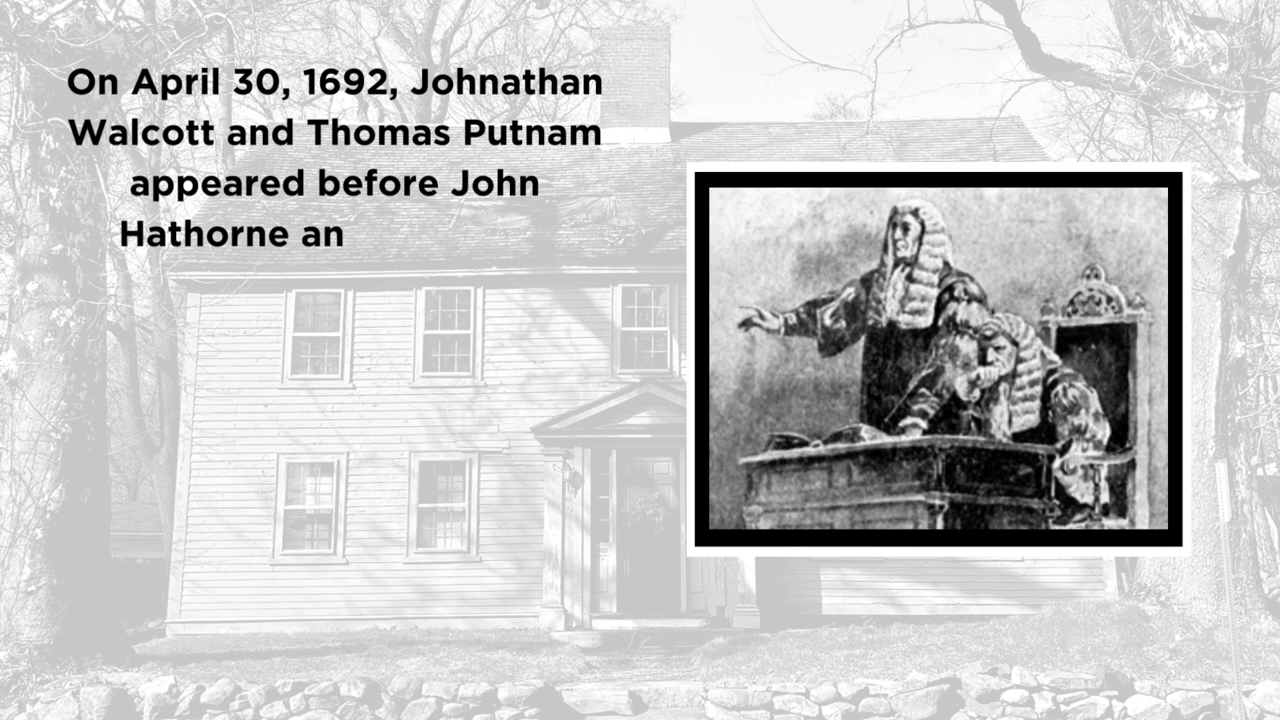 On April 30, 1692, Johnathan
Walcott and Thomas Putnam
appeared before John
Hathorne an